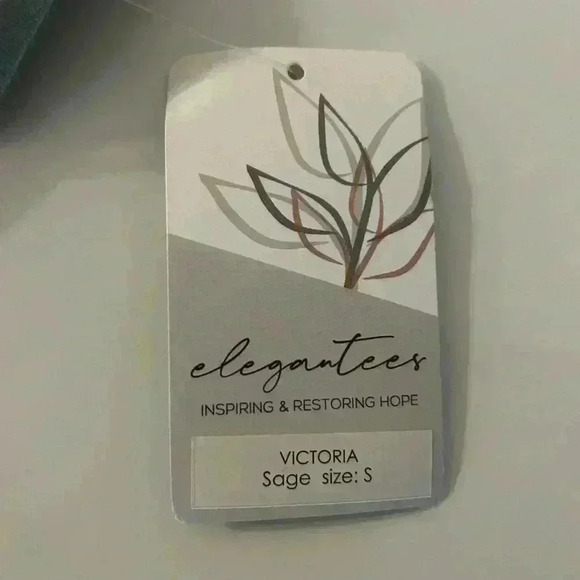 elegantees
INSPIRING & RESTORING HOPE
VICTORIA
Sage size: S